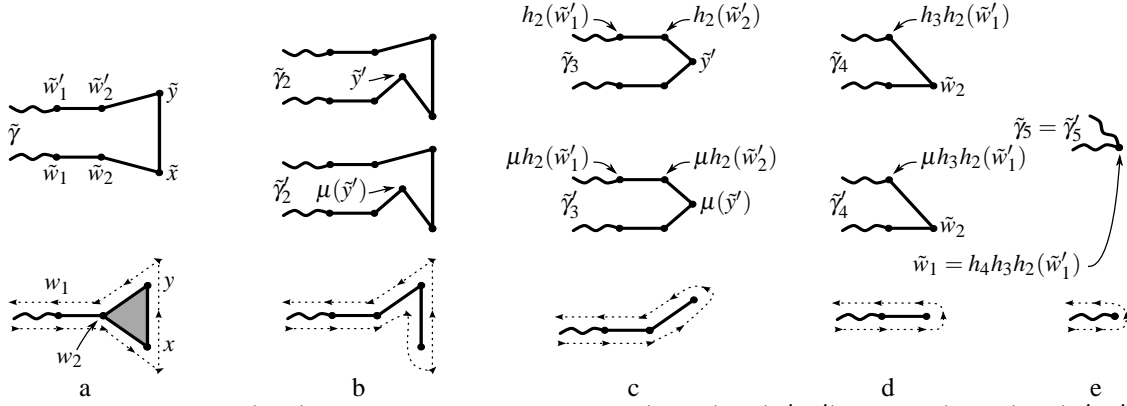 w̃′₁ w̃′₂ ỹ
γ̃
w̃₁ w̃₂ x̃
w₁ y
w₂ x
a
γ̃₂ ỹ′
γ̃′₂ μ(ỹ′)
b
h₂(w̃′₁) h₂(w̃′₂)
γ̃₃ ỹ′
μh₂(w̃′₁) μh₂(w̃′₂)
γ̃′₃ μ(ỹ′)
c
h₃h₂(w̃′₁)
γ̃₄ w̃₂
μh₃h₂(w̃′₁)
γ̃′₄ w̃₂
d
γ̃₅ = γ̃′₅
w̃₁ = h₄h₃h₂(w̃′₁)
e